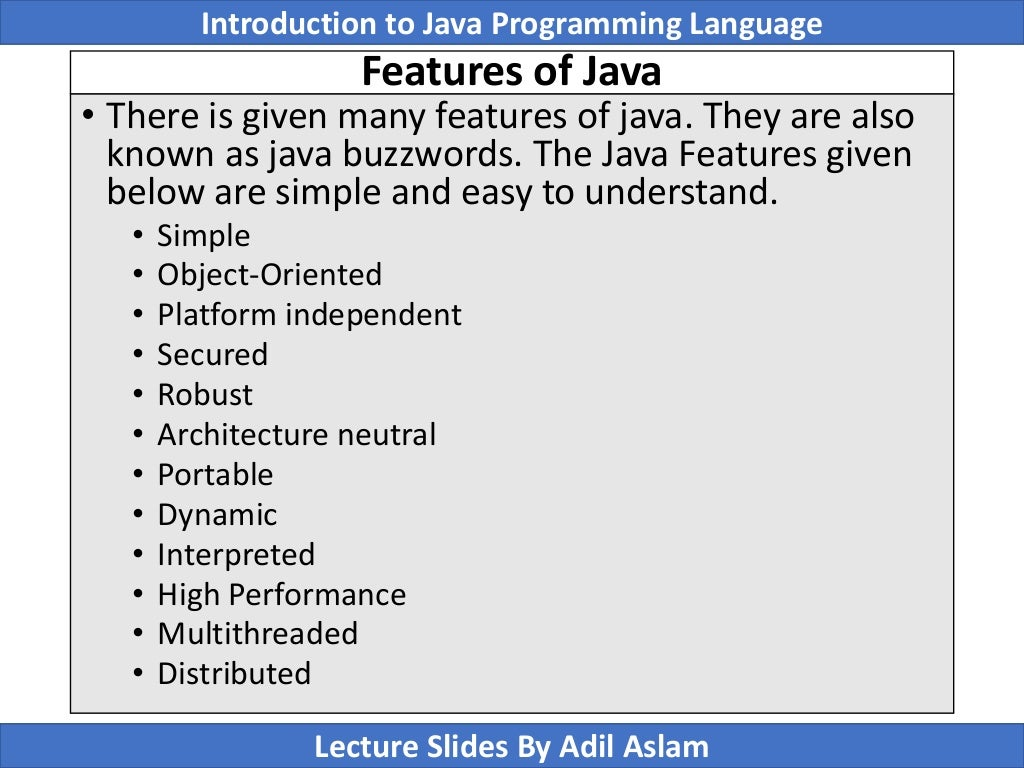 Introduction to Java Programming Language
Features of Java
• There is given many features of java. They are also
known as java buzzwords. The Java Features given
below are simple and easy to understand.
• Simple
• Object-Oriented
• Platform independent
• Secured
• Robust
• Architecture neutral
• Portable
• Dynamic
• Interpreted
• High Performance
• Multithreaded
• Distributed
Lecture Slides By Adil Aslam